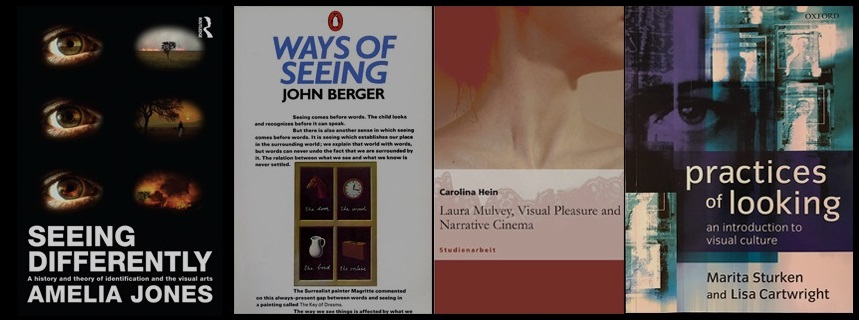 SEEING
DIFFERENTLY
A history and theory of identification and the visual arts
AMELIA JONES
WAYS OF
SEEING
JOHN BERGER
Seeing comes before words. The child looks
and recognizes before it can speak.
But there is also another sense in which seeing
comes before words. It is seeing which establishes our place
in the surrounding world; we explain that world with words,
but words can never undo the fact that we are surrounded by
it. The relation between what we see and what we know is
never settled.
the door
the wind
the bird
the valise
The Surrealist painter Magritte commented
on this always-present gap between words and seeing in
a painting called The Key of Dreams.
The way we see things is affected by what we
Carolina Hein
Laura Mulvey, Visual Pleasure and
Narrative Cinema
Studienarbeit
OXFORD
practices
of looking
an introduction to
visual culture
Marita Sturken
and Lisa Cartwright